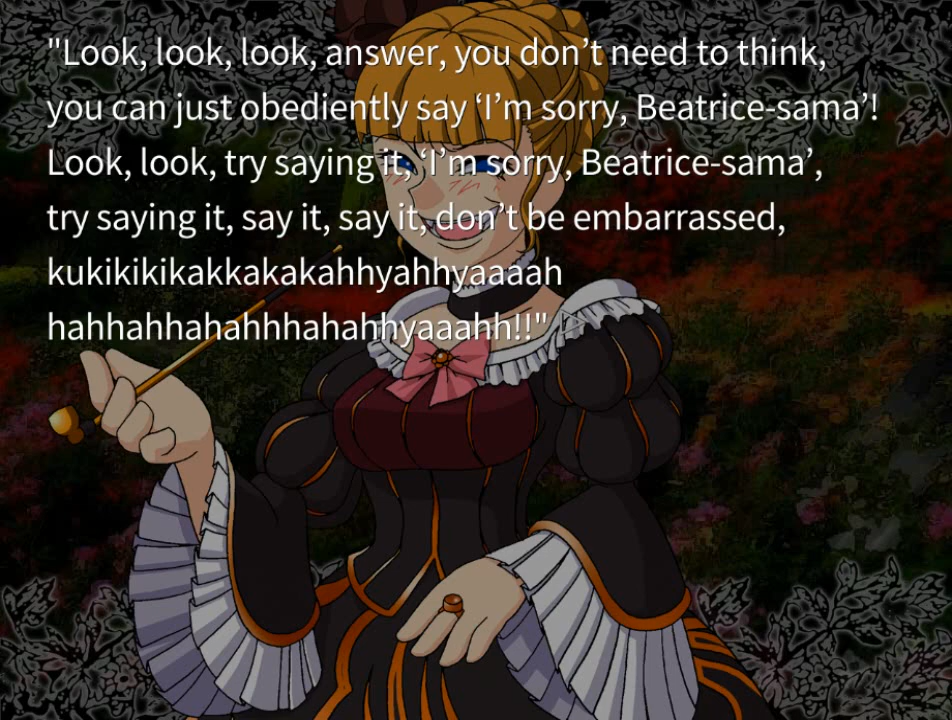 "Look, look, look, answer, you don’t need to think,
you can just obediently say ‘I’m sorry, Beatrice-sama’!
Look, look, try saying it, ‘I’m sorry, Beatrice-sama’,
try saying it, say it, say it, don’t be embarrassed,
kukikikikakkakakahhyahhyaaaah
hahhahhahahhhahahhyaaahh!!"